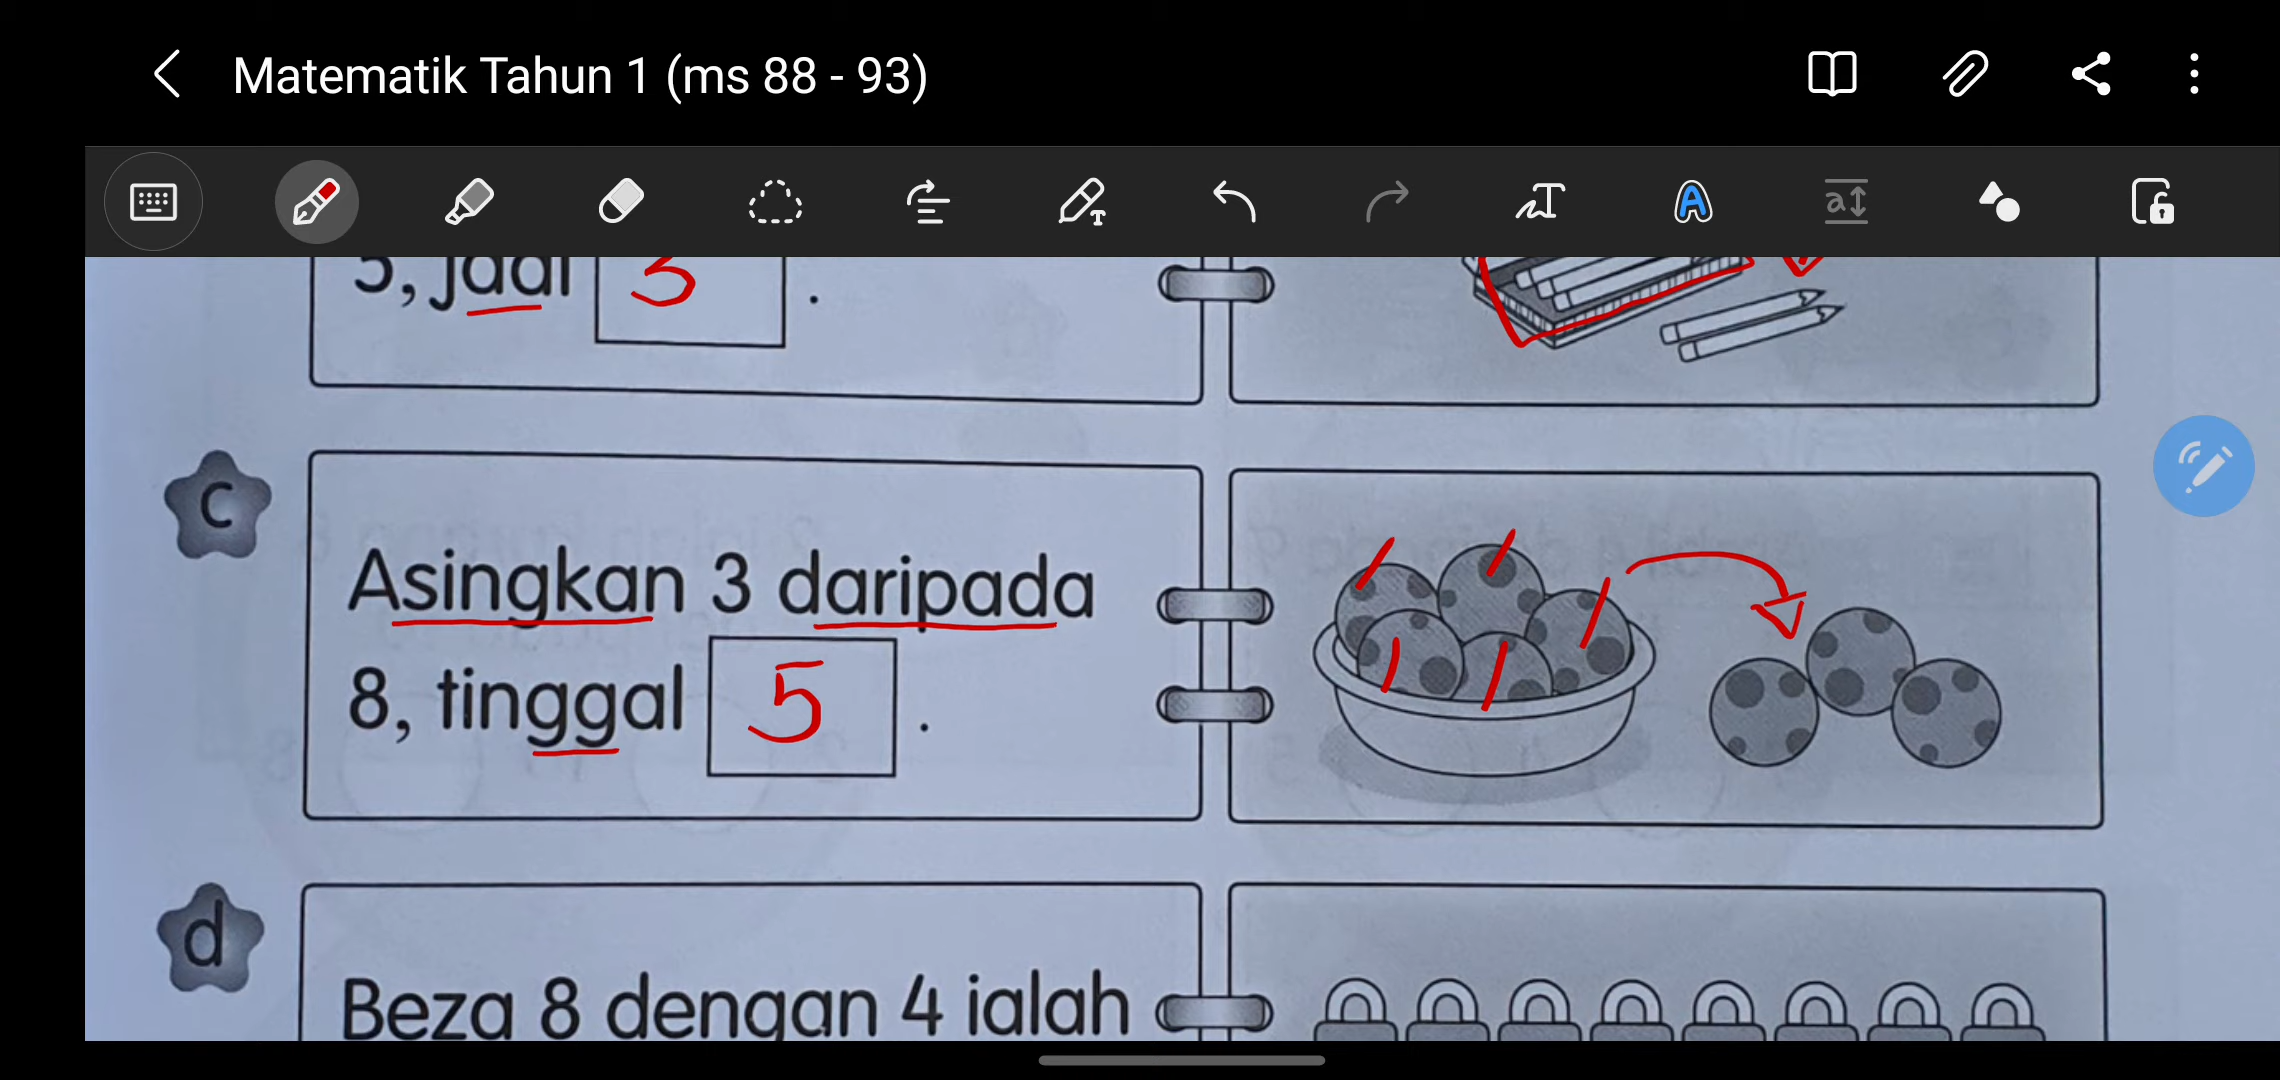 Matematik Tahun 1 (ms 88 - 93)
5, jadi 3 .
c
Asingkan 3 daripada
8, tinggal 5 .
d
Beza 8 dengan 4 ialah